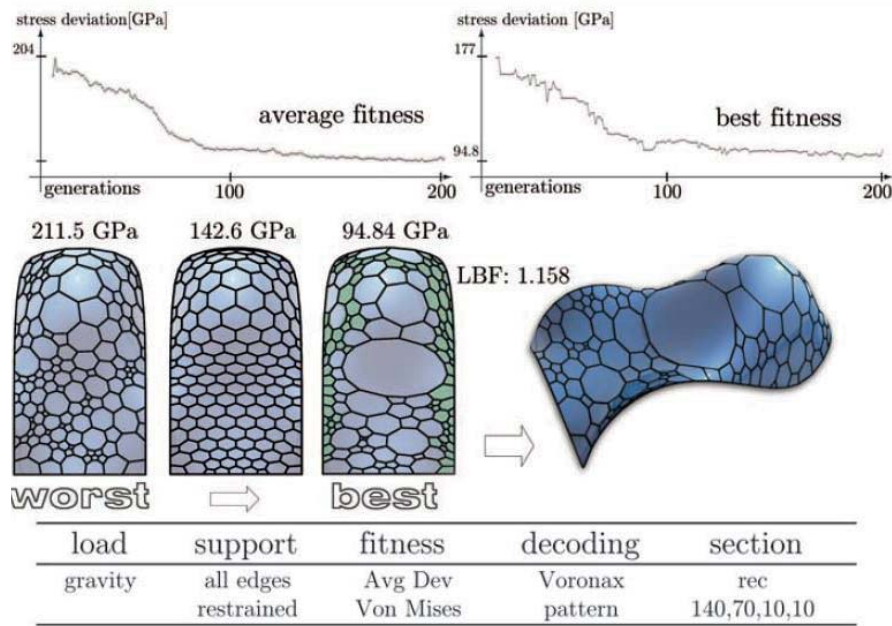 stress deviation[GPa]
204
average fitness
generations
100
200
stress deviation [GPa]
177
best fitness
94.8
100
200
211.5 GPa
142.6 GPa
94.84 GPa
LBF: 1.158
worst
best
load support fitness decoding section
gravity all edges Avg Dev Voronax rec
restrained Von Mises pattern 140,70,10,10